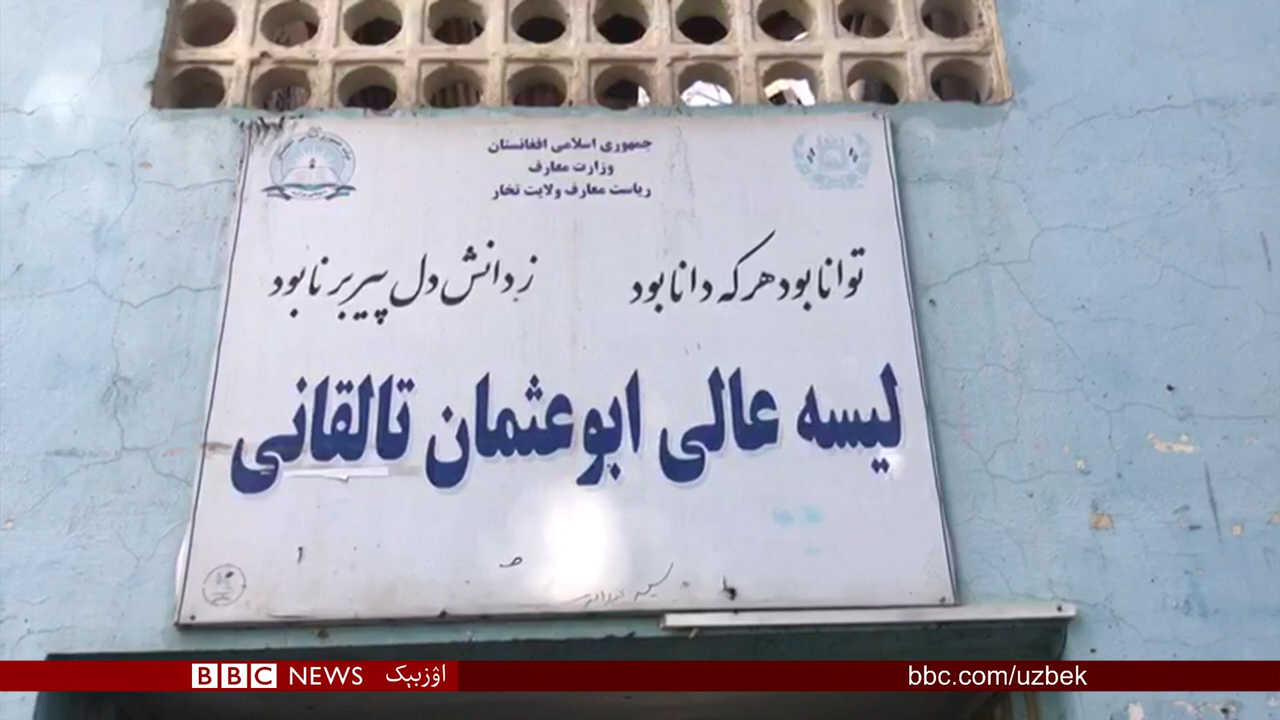 جمهوری اسلامی افغانستان
وزارت معارف
ریاست معارف ولایت تخار
توانا بود هر که دانا بود ز دانش دل پیر برنا بود
لیسه عالی ابوعثمان تالقانی
BBC NEWS اۉزبېک
bbc.com/uzbek